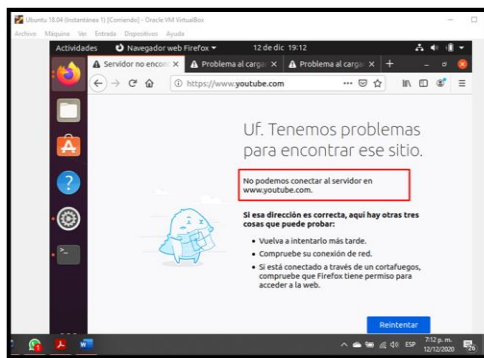 Ubuntu 18.04 (Instantánea 1) [Corriendo] - Oracle VM VirtualBox
Archivo Máquina Ver Entrada Dispositivos Ayuda
Actividades Navegador web Firefox 12 de dic 19:12
Servidor no encon Problema al carga Problema al carga
https://www.youtube.com
Uf. Tenemos problemas
para encontrar ese sitio.
No podemos conectar al servidor en
www.youtube.com.
Si esa dirección es correcta, aquí hay otras tres
cosas que puede probar:
• Vuelva a intentarlo más tarde.
• Compruebe su conexión de red.
• Si está conectado a través de un cortafuegos,
compruebe que Firefox tiene permiso para
acceder a la web.
Reintentar
ESP 7:12 p. m.
12/12/2020